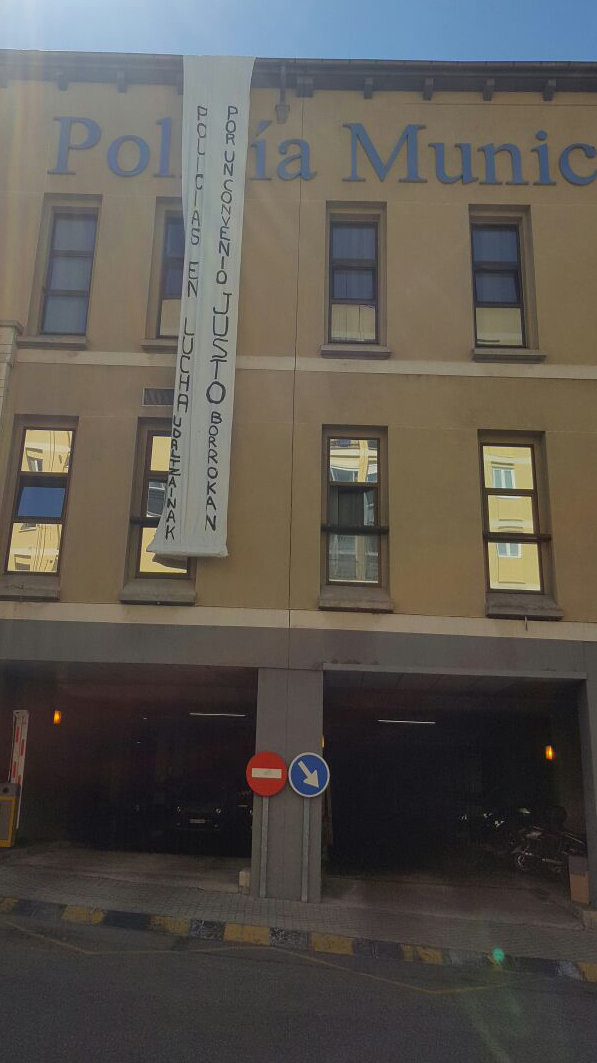 Policía Munic
POR UN CONVENIO JUSTO BORROKAN
POLICIAS EN LUCHA UDALTZAINAK